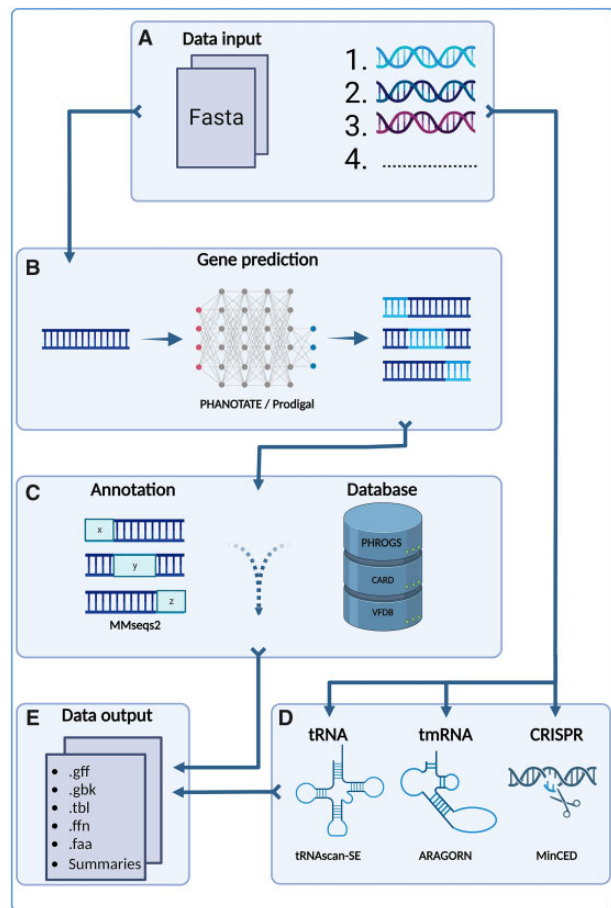 A
Data input
Fasta
1.
2.
3.
4. ....................
B
Gene prediction
PHANOTATE / Prodigal
C
Annotation
Database
x
y
z
MMseqs2
PHROGS
CARD
VFDB
E
Data output
• .gff
• .gbk
• .tbl
• .ffn
• .faa
• Summaries
D
tRNA
tmRNA
CRISPR
tRNAscan-SE
ARAGORN
MinCED